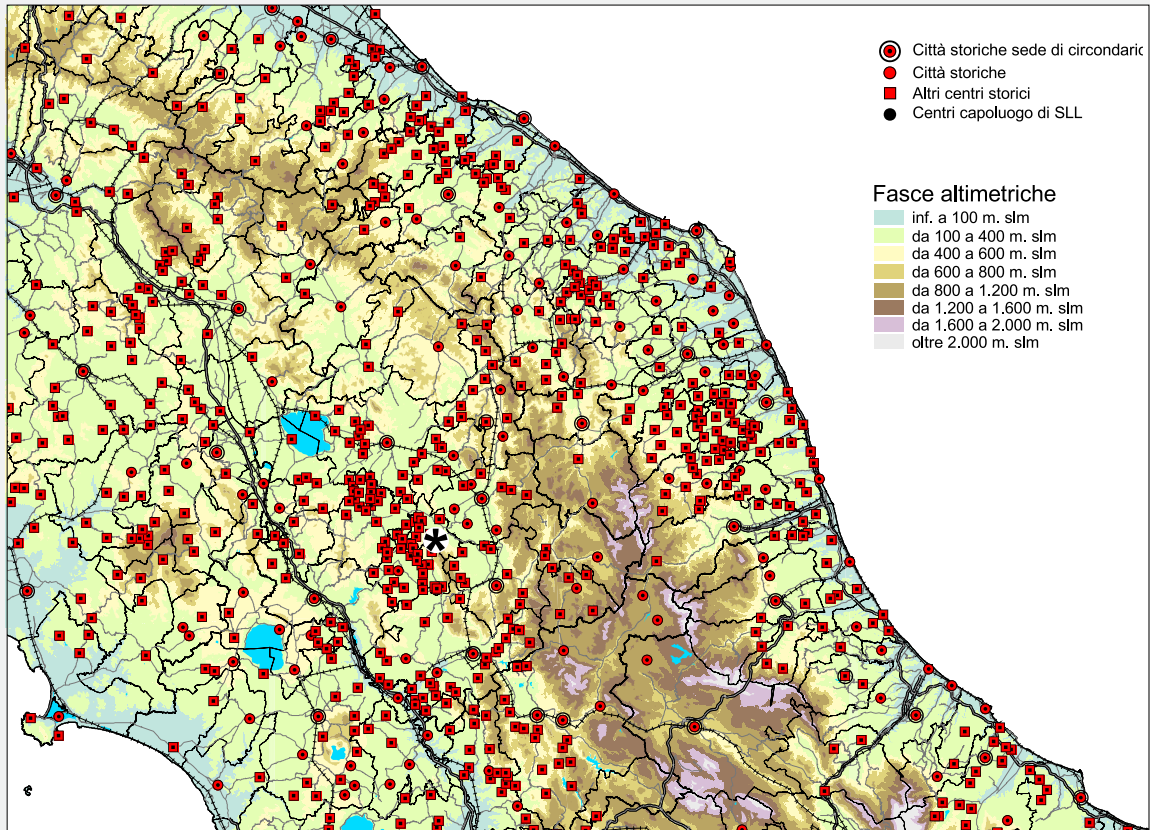 Città storiche sede di circondaric
Città storiche
Altri centri storici
Centri capoluogo di SLL
Fasce altimetriche
inf. a 100 m. slm
da 100 a 400 m. slm
da 400 a 600 m. slm
da 600 a 800 m. slm
da 800 a 1.200 m. slm
da 1.200 a 1.600 m. slm
da 1.600 a 2.000 m. slm
oltre 2.000 m. slm
*